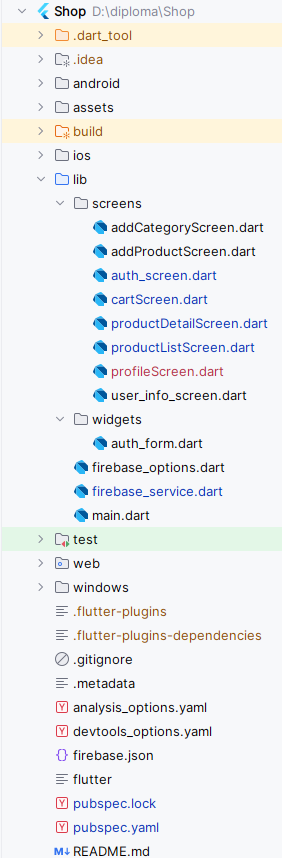 Shop D:\diploma\Shop
.dart_tool
.idea
android
assets
build
ios
lib
screens
addCategoryScreen.dart
addProductScreen.dart
auth_screen.dart
cartScreen.dart
productDetailScreen.dart
productListScreen.dart
profileScreen.dart
user_info_screen.dart
widgets
auth_form.dart
firebase_options.dart
firebase_service.dart
main.dart
test
web
windows
.flutter-plugins
.flutter-plugins-dependencies
.gitignore
.metadata
analysis_options.yaml
devtools_options.yaml
firebase.json
flutter
pubspec.lock
pubspec.yaml
README.md